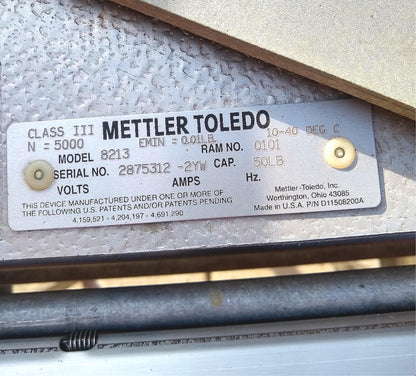 CLASS III METTLER TOLEDO
N = 5000 EMIN = 0.01LB. 10-40 DEG C
MODEL 8213 RAM NO. 0101
SERIAL NO. 2875312 -2YW CAP. 50LB
VOLTS AMPS Hz.
THIS DEVICE MANUFACTURED UNDER ONE OR MORE OF
THE FOLLOWING U.S. PATENTS AND/OR PATENTS PENDING
4,159,521 - 4,204,197 - 4,691,290
Mettler-Toledo, Inc.
Worthington, Ohio 43085
Made in U.S.A. P/N D11508200A